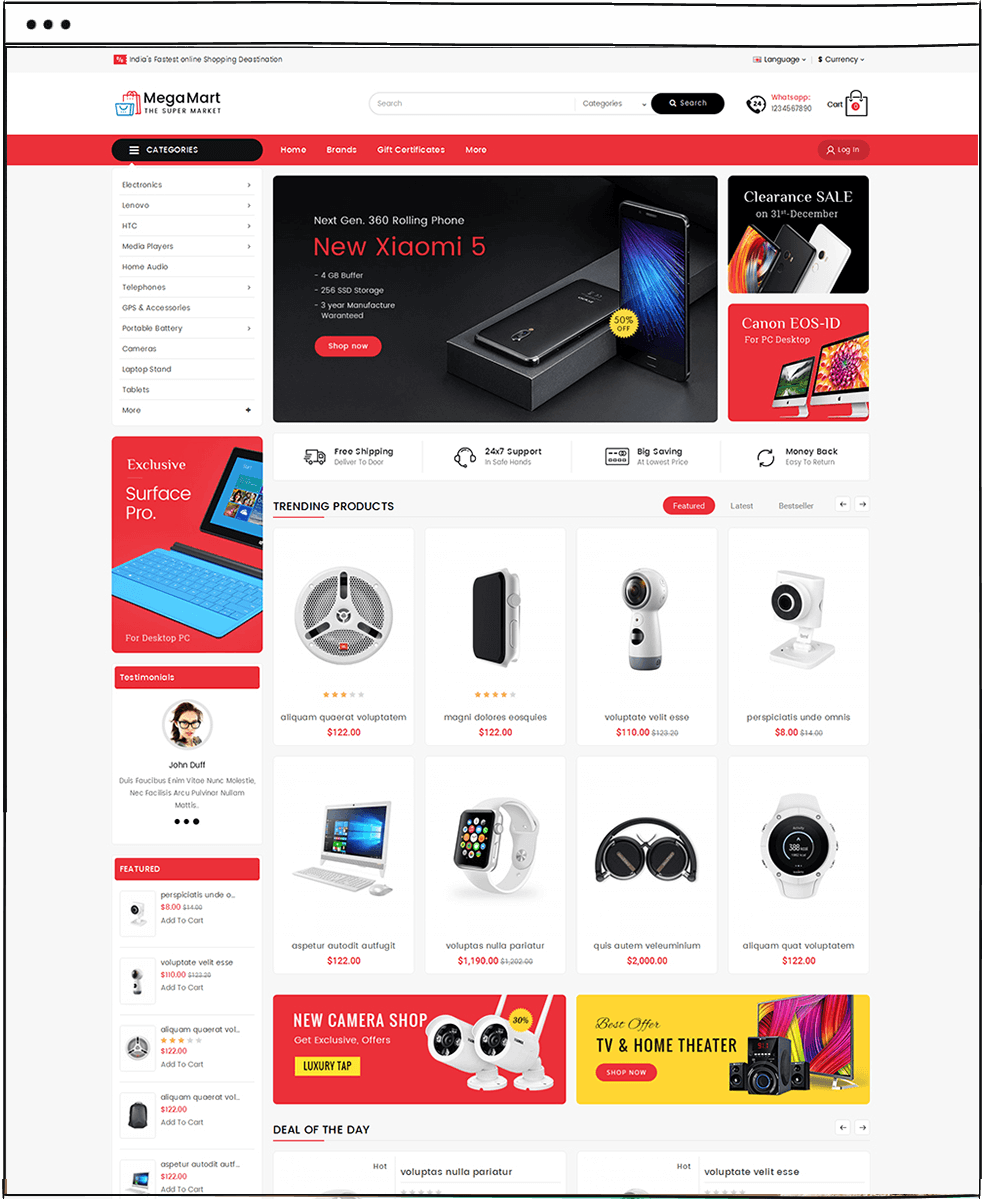 % India's Fastest online Shopping Deastination
Language
$ Currency
MegaMart
THE SUPER MARKET
Search
Categories
Search
24
Whatsapp:
1234567890
Cart
0
CATEGORIES
Home
Brands
Gift Certificates
More
Log In
Electronics
Lenovo
HTC
Media Players
Home Audio
Telephones
GPS & Accessories
Portable Battery
Cameras
Laptop Stand
Tablets
More
Next Gen. 360 Rolling Phone
New Xiaomi 5
- 4 GB Buffer
- 256 SSD Storage
- 3 year Manufacture
Waranteed
Shop now
50%
OFF
Clearance SALE
on 31st-December
Canon EOS-1D
For PC Desktop
Free Shipping
Deliver To Door
24x7 Support
In Safe Hands
Big Saving
At Lowest Price
Money Back
Easy To Return
Exclusive
Surface
Pro.
For Desktop PC
TRENDING PRODUCTS
Featured
Latest
Bestseller
aliquam quaerat voluptatem
$122.00
magni dolores eosquies
$122.00
voluptate velit esse
$110.00 $123.20
perspiciatis unde omnis
$8.00 $14.00
388
aspetur autodit autfugit
$122.00
voluptas nulla pariatur
$1,190.00 $1,202.00
quis autem veleuminium
$2,000.00
aliquam quat voluptatem
$122.00
Testimonials
John Duff
Duis Faucibus Enim Vitae Nunc Molestie,
Nec Facilisis Arcu Pulvinar Nullam
Mattis..
FEATURED
perspiciatis unde o...
$8.00 $14.00
Add To Cart
voluptate velit esse
$110.00 $123.20
Add To Cart
aliquam quaerat vol...
$122.00
Add To Cart
aliquam quaerat vol...
$122.00
Add To Cart
aspetur autodit autf...
$122.00
Add To Cart
NEW CAMERA SHOP
Get Exclusive, Offers
LUXURY TAP
30%
Best Offer
TV & HOME THEATER
SHOP NOW
DEAL OF THE DAY
Hot
voluptas nulla pariatur
Hot
voluptate velit esse